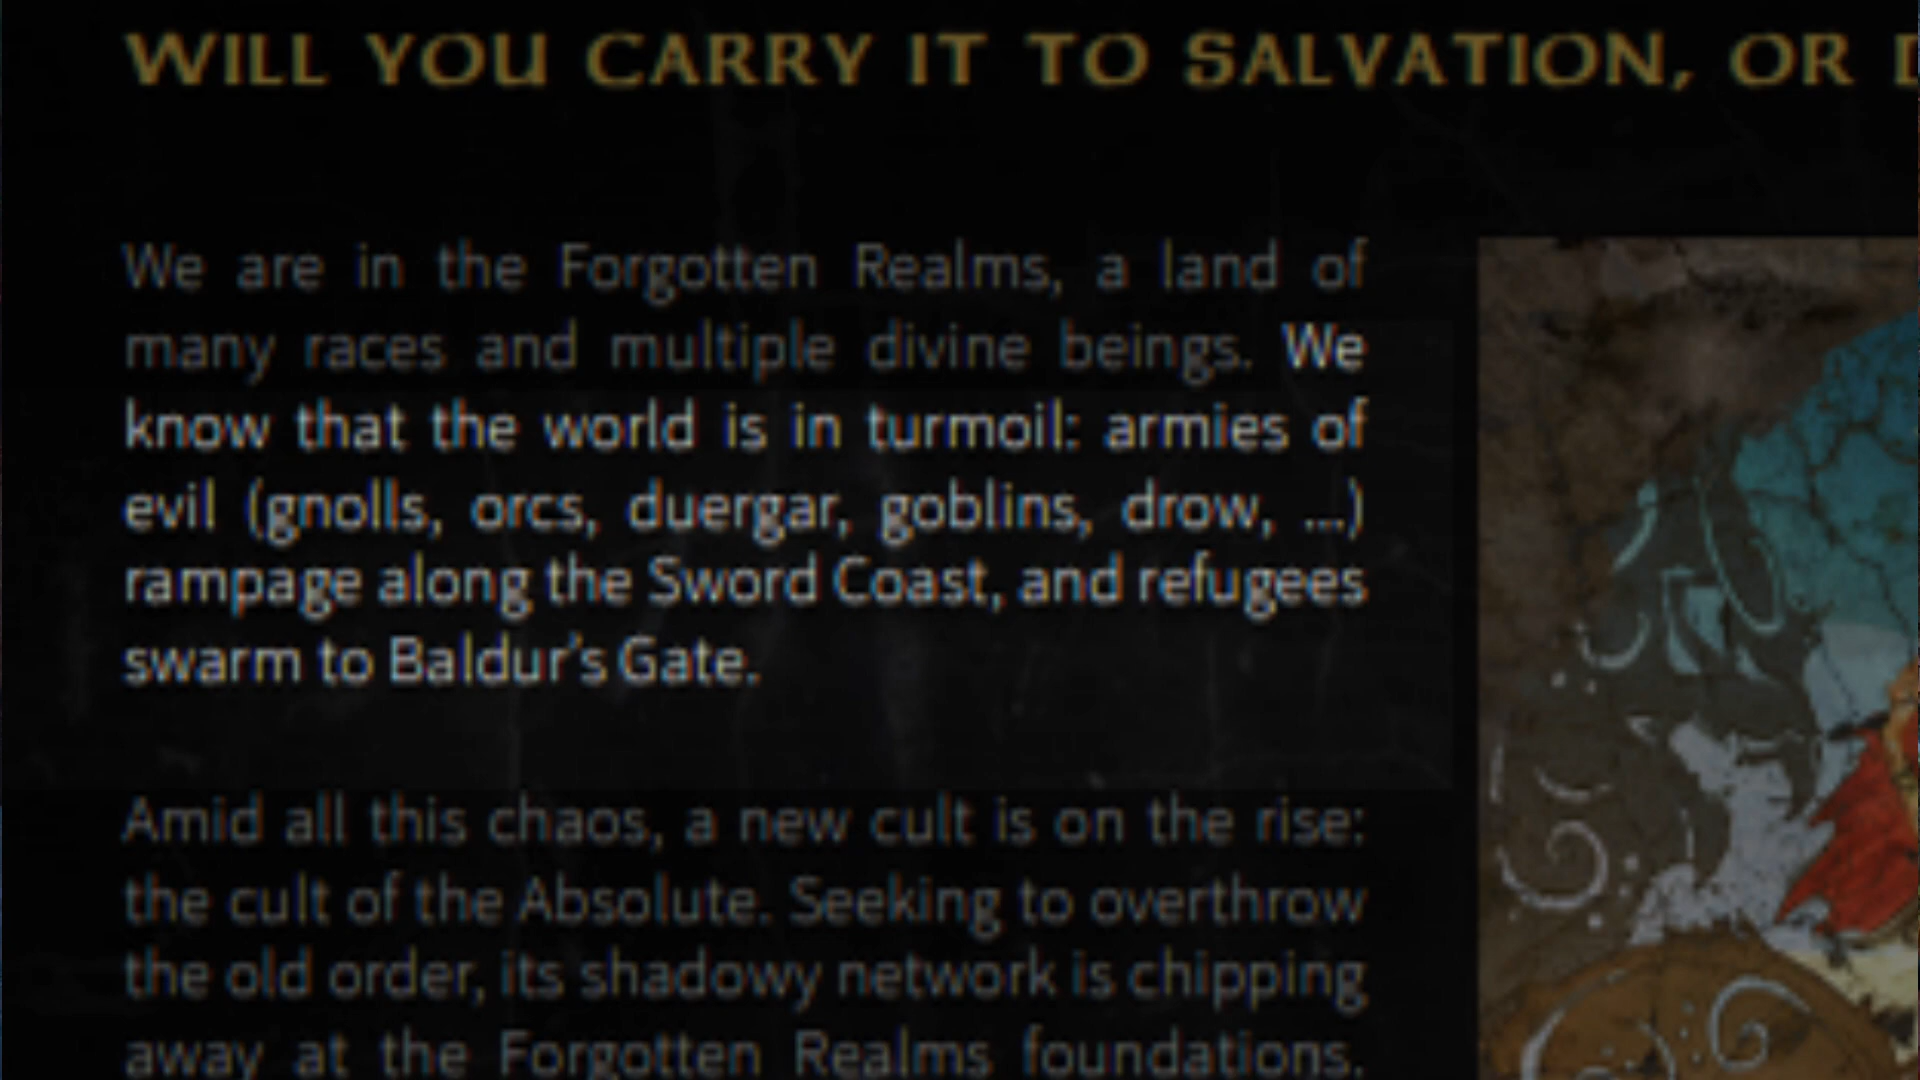 WILL YOU CARRY IT TO SALVATION, OR
We are in the Forgotten Realms, a land of
many races and multiple divine beings. We
know that the world is in turmoil: armies of
evil (gnolls, orcs, duergar, goblins, drow, ...)
rampage along the Sword Coast, and refugees
swarm to Baldur's Gate.
Amid all this chaos, a new cult is on the rise:
the cult of the Absolute. Seeking to overthrow
the old order, its shadowy network is chipping
away at the Forgotten Realms foundations.